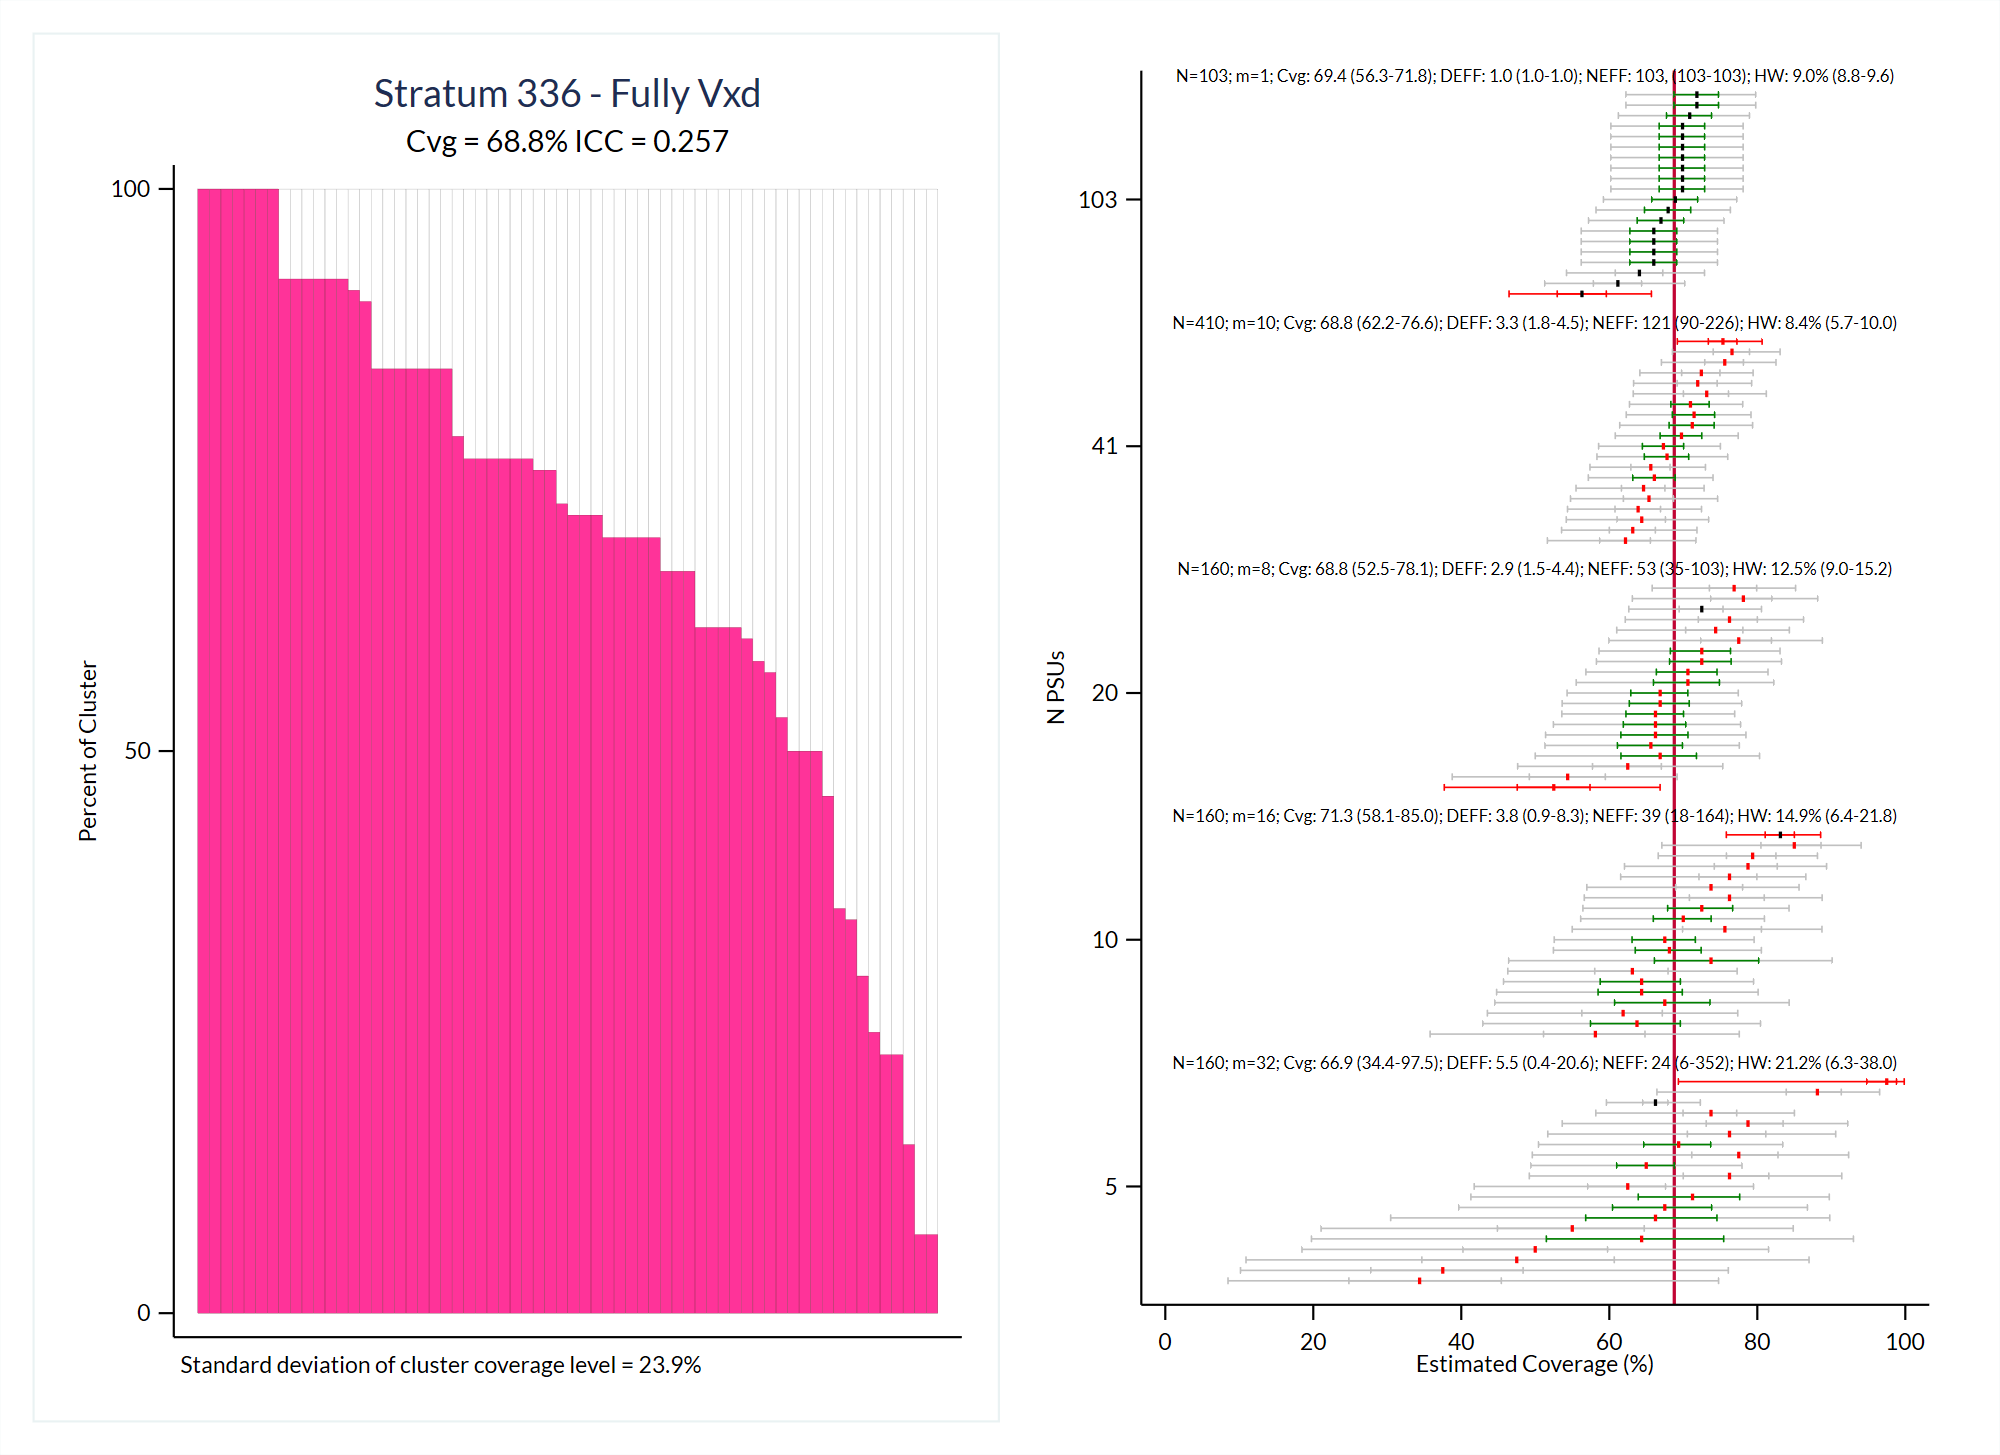 Stratum 336 - Fully Vxd
Cvg = 68.8% ICC = 0.257
Percent of Cluster
100
50
0
Standard deviation of cluster coverage level = 23.9%
N PSUs
N=103; m=1; Cvg: 69.4 (56.3-71.8); DEFF: 1.0 (1.0-1.0); NEFF: 103, (103-103); HW: 9.0% (8.8-9.6)
103
N=410; m=10; Cvg: 68.8 (62.2-76.6); DEFF: 3.3 (1.8-4.5); NEFF: 121 (90-226); HW: 8.4% (5.7-10.0)
41
N=160; m=8; Cvg: 68.8 (52.5-78.1); DEFF: 2.9 (1.5-4.4); NEFF: 53 (35-103); HW: 12.5% (9.0-15.2)
20
N=160; m=16; Cvg: 71.3 (58.1-85.0); DEFF: 3.8 (0.9-8.3); NEFF: 39 (18-164); HW: 14.9% (6.4-21.8)
10
N=160; m=32; Cvg: 66.9 (34.4-97.5); DEFF: 5.5 (0.4-20.6); NEFF: 24 (6-352); HW: 21.2% (6.3-38.0)
5
0 20 40 60 80 100
Estimated Coverage (%)